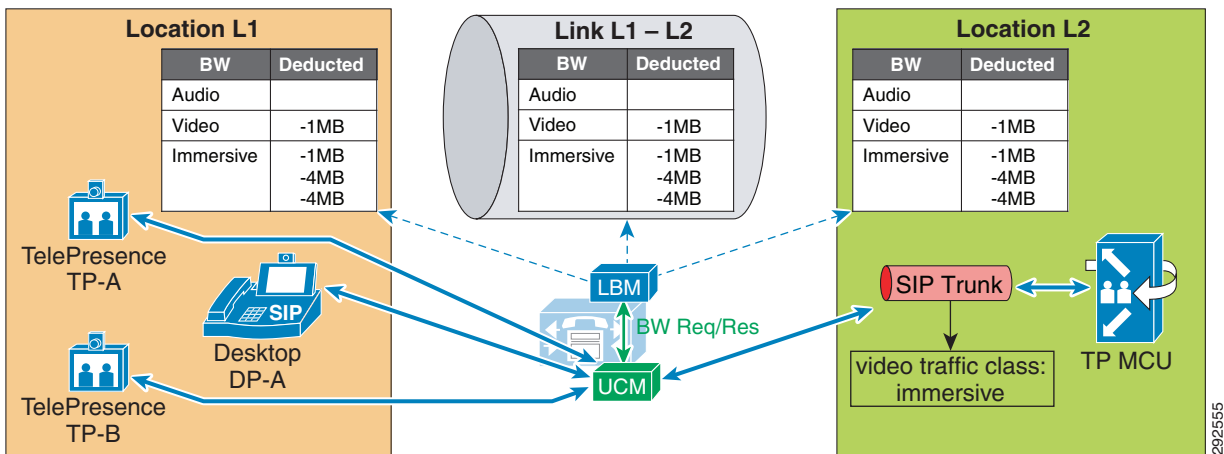 Location L1
BW Deducted
Audio
Video -1MB
Immersive -1MB
-4MB
-4MB
Link L1 – L2
BW Deducted
Audio
Video -1MB
Immersive -1MB
-4MB
-4MB
Location L2
BW Deducted
Audio
Video -1MB
Immersive -1MB
-4MB
-4MB
TelePresence
TP-A
SIP
Desktop
DP-A
TelePresence
TP-B
LBM
BW Req/Res
UCM
SIP Trunk
video traffic class:
immersive
TP MCU
292555